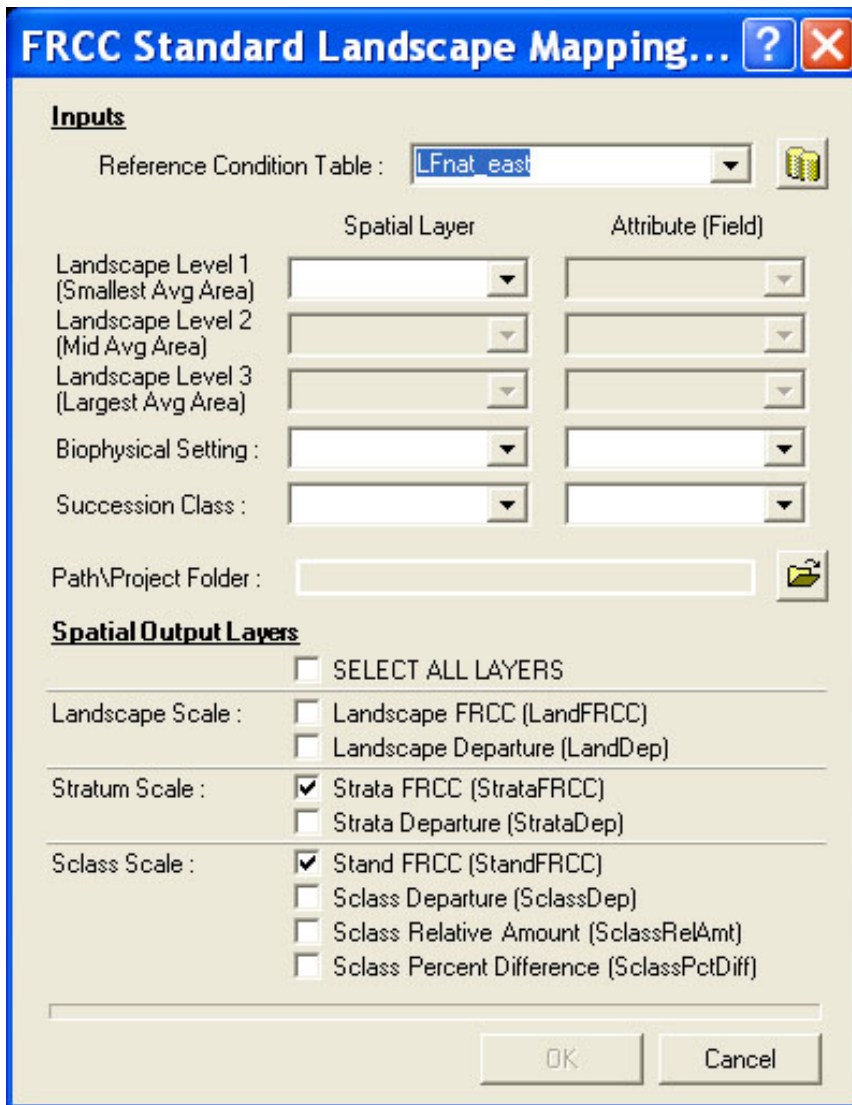 FRCC Standard Landscape Mapping...
Inputs
Reference Condition Table : LFnat_east
Spatial Layer Attribute (Field)
Landscape Level 1
(Smallest Avg Area)
Landscape Level 2
(Mid Avg Area)
Landscape Level 3
(Largest Avg Area)
Biophysical Setting :
Succession Class :
Path\Project Folder :
Spatial Output Layers
SELECT ALL LAYERS
Landscape Scale : Landscape FRCC (LandFRCC)
Landscape Departure (LandDep)
Stratum Scale : Strata FRCC (StrataFRCC)
Strata Departure (StrataDep)
Sclass Scale : Stand FRCC (StandFRCC)
Sclass Departure (SclassDep)
Sclass Relative Amount (SclassRelAmt)
Sclass Percent Difference (SclassPctDiff)
OK Cancel